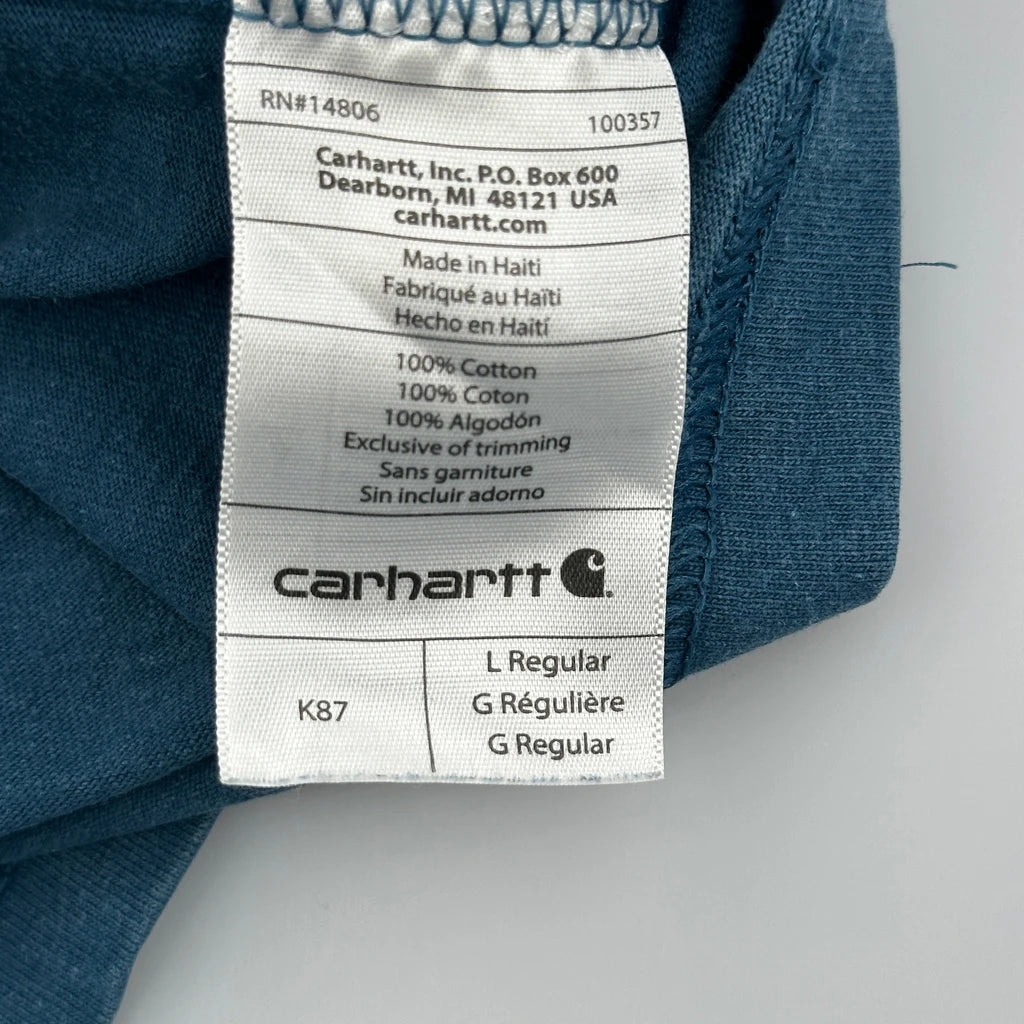 RN#14806
100357
Carhartt, Inc. P.O. Box 600
Dearborn, MI 48121 USA
carhartt.com
Made in Haiti
Fabriqué au Haïti
Hecho en Haití
100% Cotton
100% Coton
100% Algodón
Exclusive of trimming
Sans garniture
Sin incluir adorno
carhartt
K87
L Regular
G Régulière
G Regular